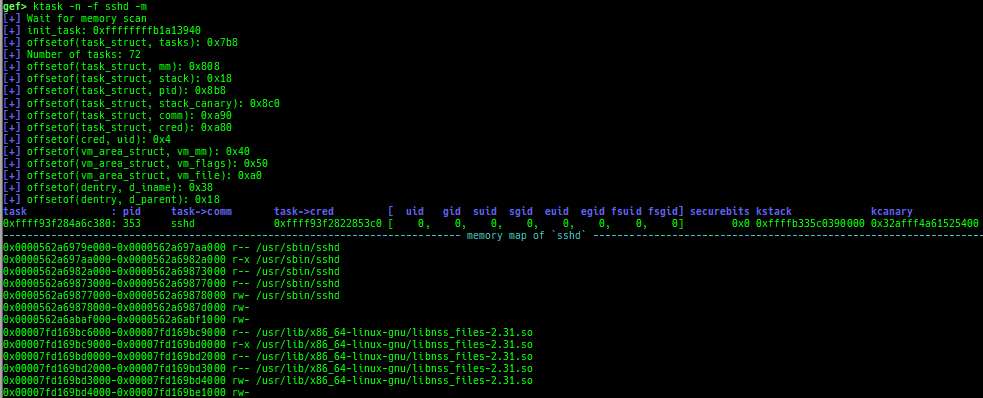 gef> ktask -n -f sshd -m
[+] Wait for memory scan
[+] init_task: 0xffffffffb1a13940
[+] offsetof(task_struct, tasks): 0x7b8
[+] Number of tasks: 72
[+] offsetof(task_struct, mm): 0x808
[+] offsetof(task_struct, stack): 0x18
[+] offsetof(task_struct, pid): 0x8b8
[+] offsetof(task_struct, stack_canary): 0x8c0
[+] offsetof(task_struct, comm): 0xa90
[+] offsetof(task_struct, cred): 0xa80
[+] offsetof(cred, uid): 0x4
[+] offsetof(vm_area_struct, vm_mm): 0x40
[+] offsetof(vm_area_struct, vm_flags): 0x50
[+] offsetof(vm_area_struct, vm_file): 0xa0
[+] offsetof(dentry, d_iname): 0x38
[+] offsetof(dentry, d_parent): 0x18
task : pid task->comm task->cred [ uid gid suid sgid euid egid fsuid fsgid] securebits kstack kcanary
0xffff93f284a6c380: 353 sshd 0xffff93f2822853c0 [ 0, 0, 0, 0, 0, 0, 0, 0] 0x0 0xffffb335c0390000 0x32afff4a61525400
memory map of `sshd`
0x0000562a6979e000-0x0000562a697aa000 r-- /usr/sbin/sshd
0x0000562a697aa000-0x0000562a6982a000 r-x /usr/sbin/sshd
0x0000562a6982a000-0x0000562a69873000 r-- /usr/sbin/sshd
0x0000562a69873000-0x0000562a69877000 r-- /usr/sbin/sshd
0x0000562a69877000-0x0000562a69878000 rw- /usr/sbin/sshd
0x0000562a69878000-0x0000562a6987d000 rw-
0x0000562a6abaf000-0x0000562a6abf1000 rw-
0x00007fd169bc6000-0x00007fd169bc9000 r-- /usr/lib/x86_64-linux-gnu/libnss_files-2.31.so
0x00007fd169bc9000-0x00007fd169bd0000 r-x /usr/lib/x86_64-linux-gnu/libnss_files-2.31.so
0x00007fd169bd0000-0x00007fd169bd2000 r-- /usr/lib/x86_64-linux-gnu/libnss_files-2.31.so
0x00007fd169bd2000-0x00007fd169bd3000 r-- /usr/lib/x86_64-linux-gnu/libnss_files-2.31.so
0x00007fd169bd3000-0x00007fd169bd4000 rw- /usr/lib/x86_64-linux-gnu/libnss_files-2.31.so
0x00007fd169bd4000-0x00007fd169be1000 rw-